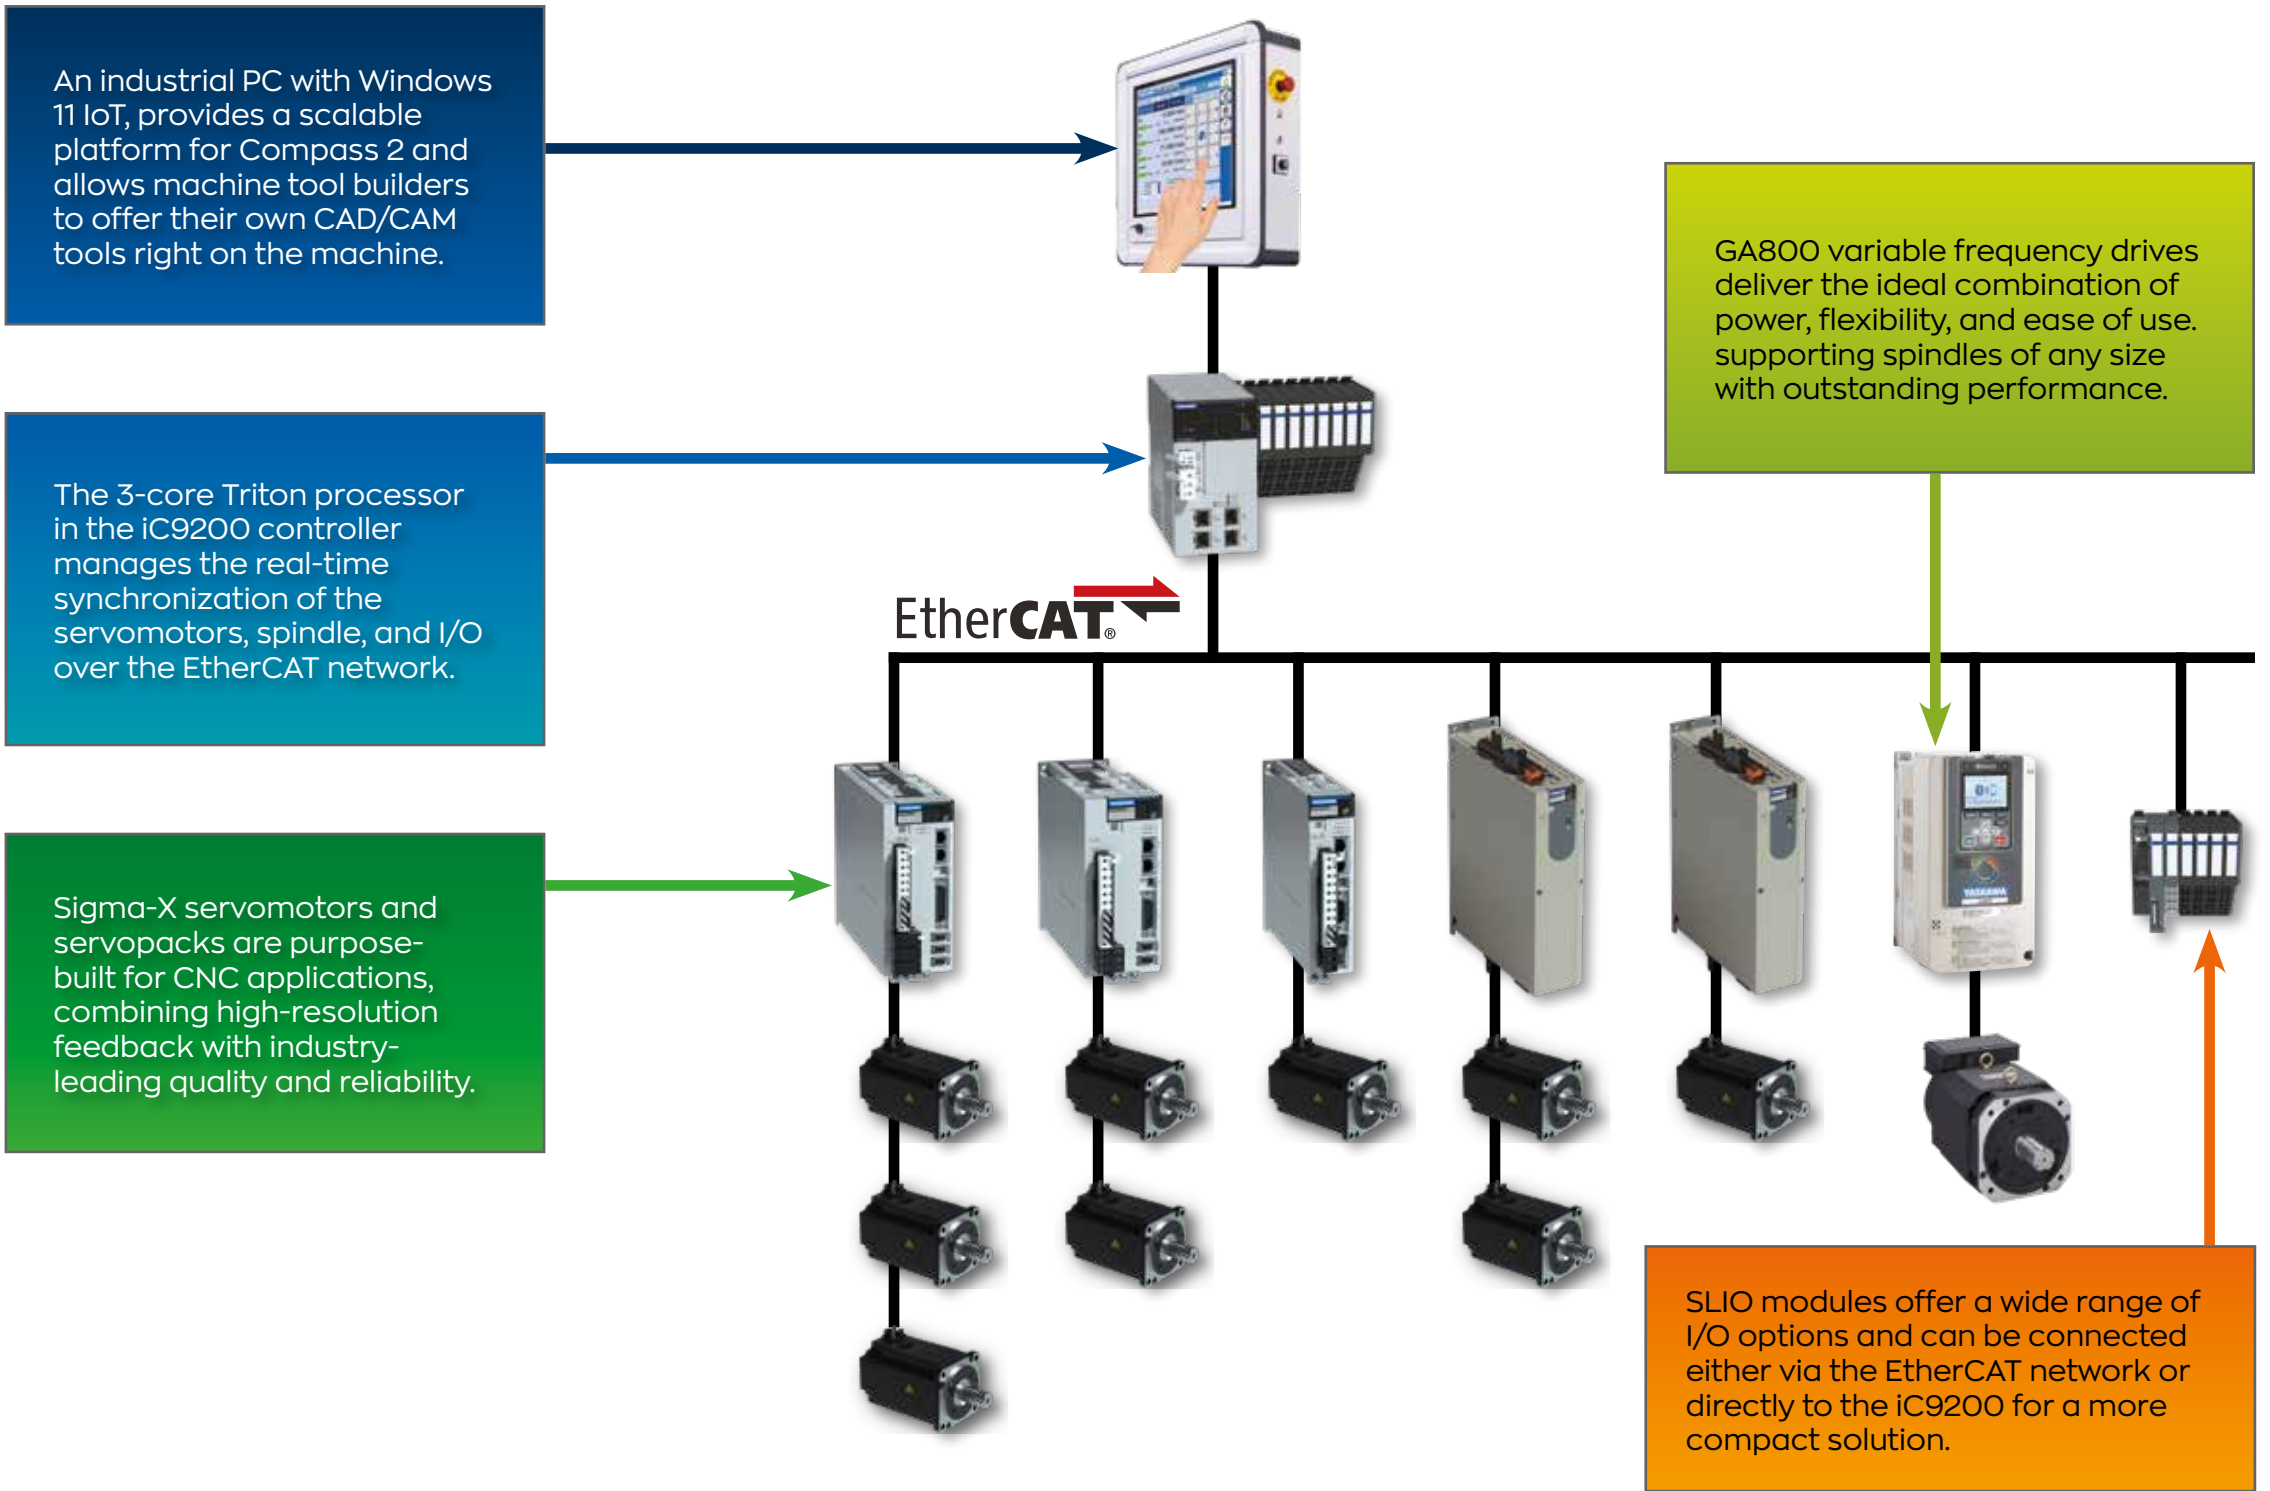 An industrial PC with Windows
11 IoT, provides a scalable
platform for Compass 2 and
allows machine tool builders
to offer their own CAD/CAM
tools right on the machine.
The 3-core Triton processor
in the iC9200 controller
manages the real-time
synchronization of the
servomotors, spindle, and I/O
over the EtherCAT network.
Sigma-X servomotors and
servopacks are purpose-
built for CNC applications,
combining high-resolution
feedback with industry-
leading quality and reliability.
EtherCAT®
GA800 variable frequency drives
deliver the ideal combination of
power, flexibility, and ease of use.
supporting spindles of any size
with outstanding performance.
YASKAWA
SLIO modules offer a wide range of
I/O options and can be connected
either via the EtherCAT network or
directly to the iC9200 for a more
compact solution.